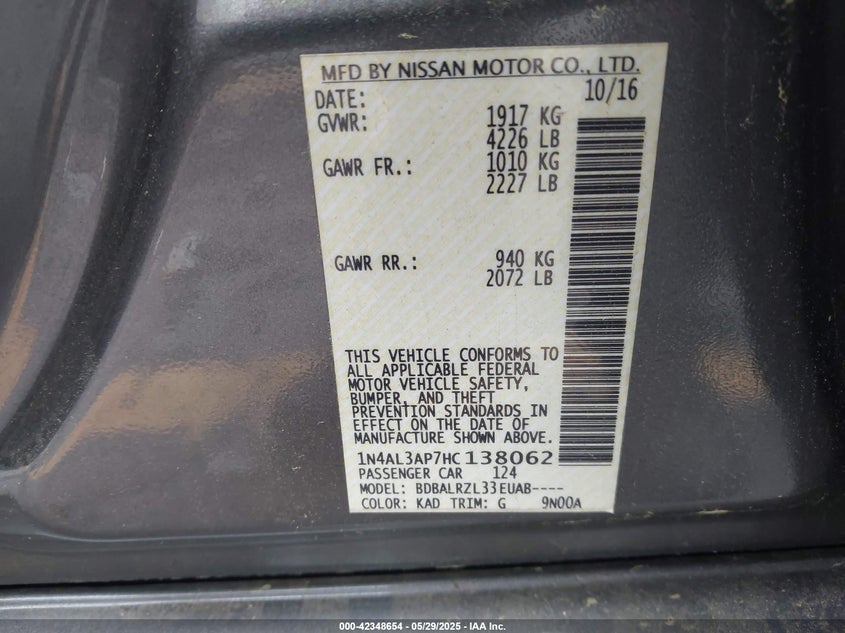 MFD BY NISSAN MOTOR CO., LTD.
DATE: 10/16
GVWR: 1917 KG
4226 LB
GAWR FR.: 1010 KG
2227 LB
GAWR RR.: 940 KG
2072 LB
THIS VEHICLE CONFORMS TO
ALL APPLICABLE FEDERAL
MOTOR VEHICLE SAFETY,
BUMPER, AND THEFT
PREVENTION STANDARDS IN
EFFECT ON THE DATE OF
MANUFACTURE SHOWN ABOVE.
1N4AL3AP7HC138062
PASSENGER CAR 124
MODEL: BDBALRZL33EUAB----
COLOR: KAD TRIM: G 9N00A
000-42348654 - 05/29/2025 - IAA Inc.